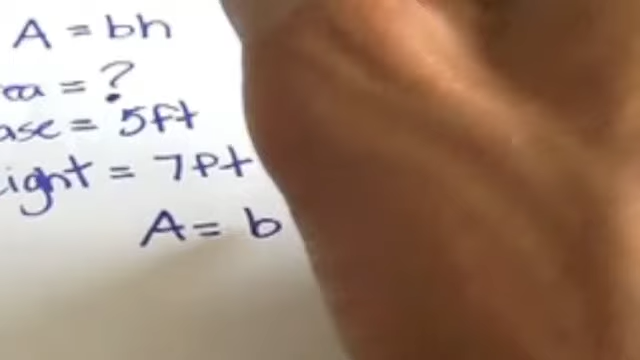 A = bh
ea = ?
ase = 5ft
ight = 7ft
A = b